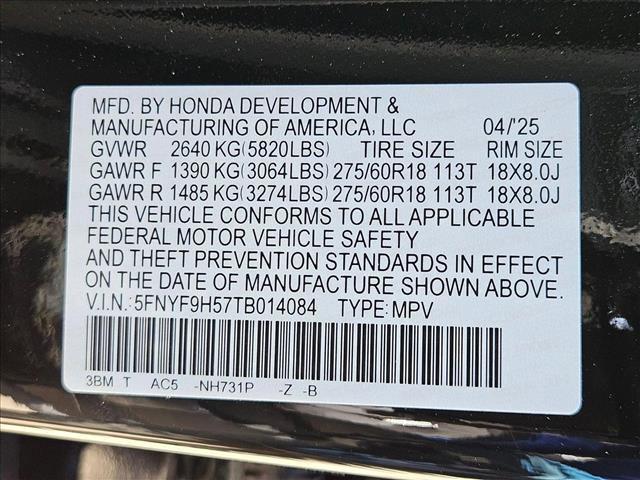 MFD. BY HONDA DEVELOPMENT &
MANUFACTURING OF AMERICA, LLC 04/'25
GVWR 2640 KG(5820LBS) TIRE SIZE RIM SIZE
GAWR F 1390 KG(3064LBS) 275/60R18 113T 18X8.0J
GAWR R 1485 KG(3274LBS) 275/60R18 113T 18X8.0J
THIS VEHICLE CONFORMS TO ALL APPLICABLE
FEDERAL MOTOR VEHICLE SAFETY
AND THEFT PREVENTION STANDARDS IN EFFECT
ON THE DATE OF MANUFACTURE SHOWN ABOVE.
V.I.N.:5FNYF9H57TB014084 TYPE:MPV
3BM T AC5 -NH731P -Z -B